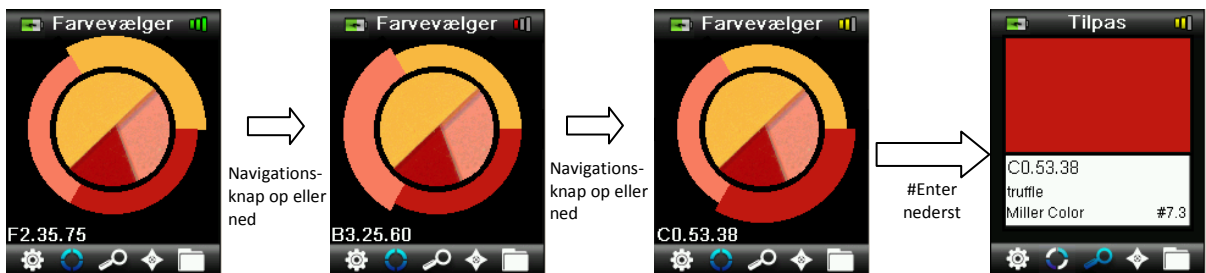 Farvevælger
F2.35.75
Navigations-
knap op eller
ned
Farvevælger
B3.25.60
Navigations-
knap op eller
ned
Farvevælger
C0.53.38
#Enter
nederst
Tilpas
C0.53.38
truffle
Miller Color #7.3